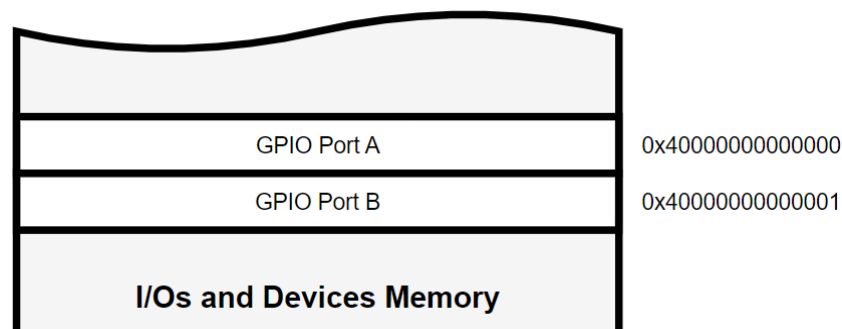 GPIO Port A 0x40000000000000
GPIO Port B 0x40000000000001
I/Os and Devices Memory